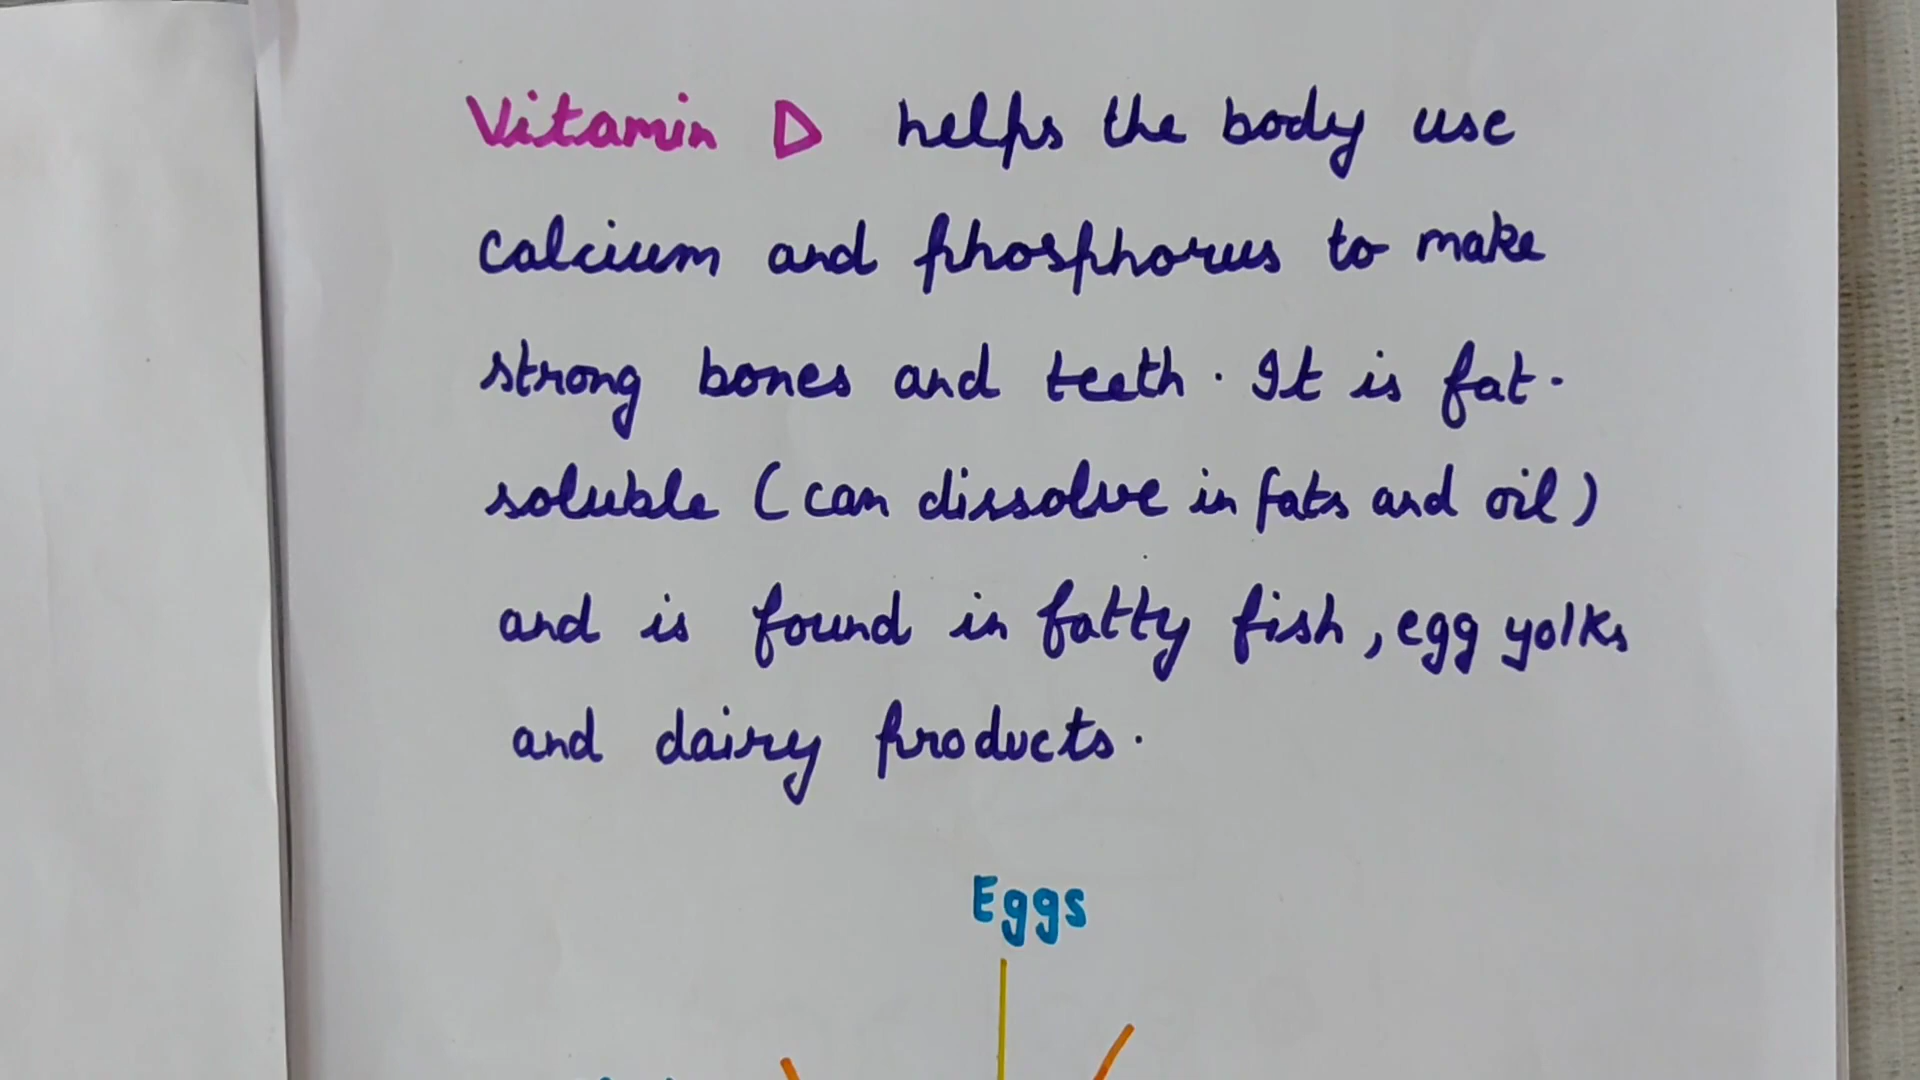 Vitamin D helps the body use
calcium and phosphorus to make
strong bones and teeth. It is fat-
soluble (can dissolve in fats and oil)
and is found in fatty fish, egg yolks
and dairy products.
Eggs